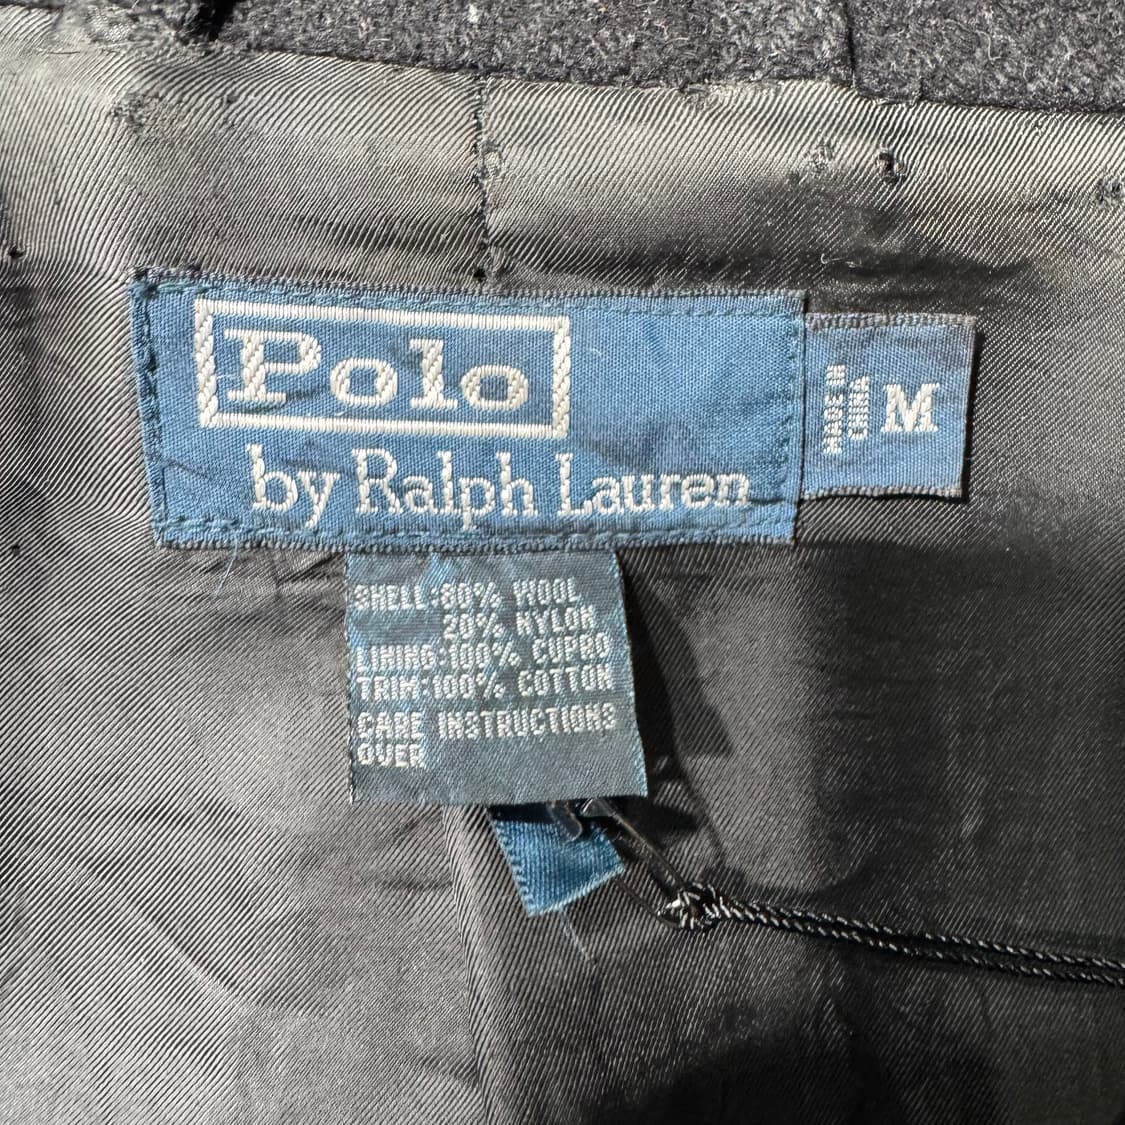 Polo
by Ralph Lauren
MADE IN
CHINA
M
SHELL:80% WOOL
20% NYLON
LINING:100% CUPRO
TRIM:100% COTTON
CARE INSTRUCTIONS
OVER